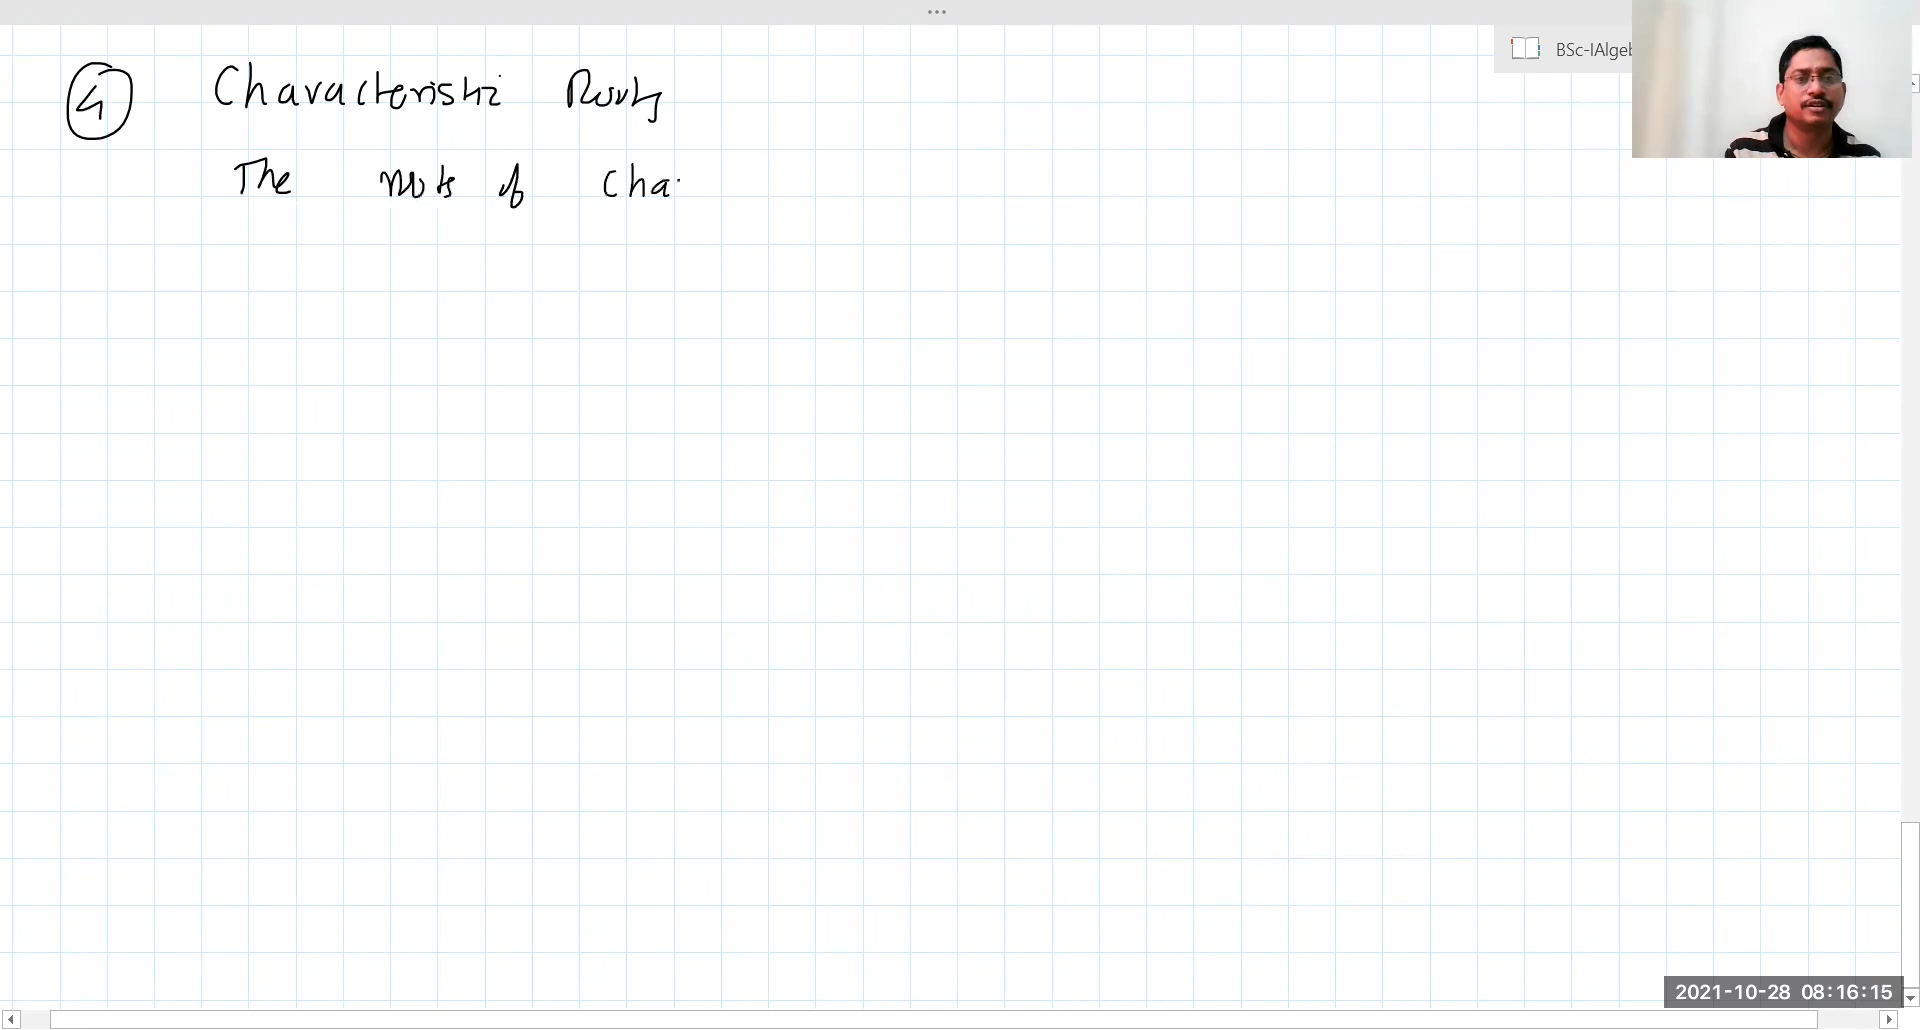 BSc-IAlgeb
④ Characteristic Roots
The roots of cha
2021-10-28 08:16:15